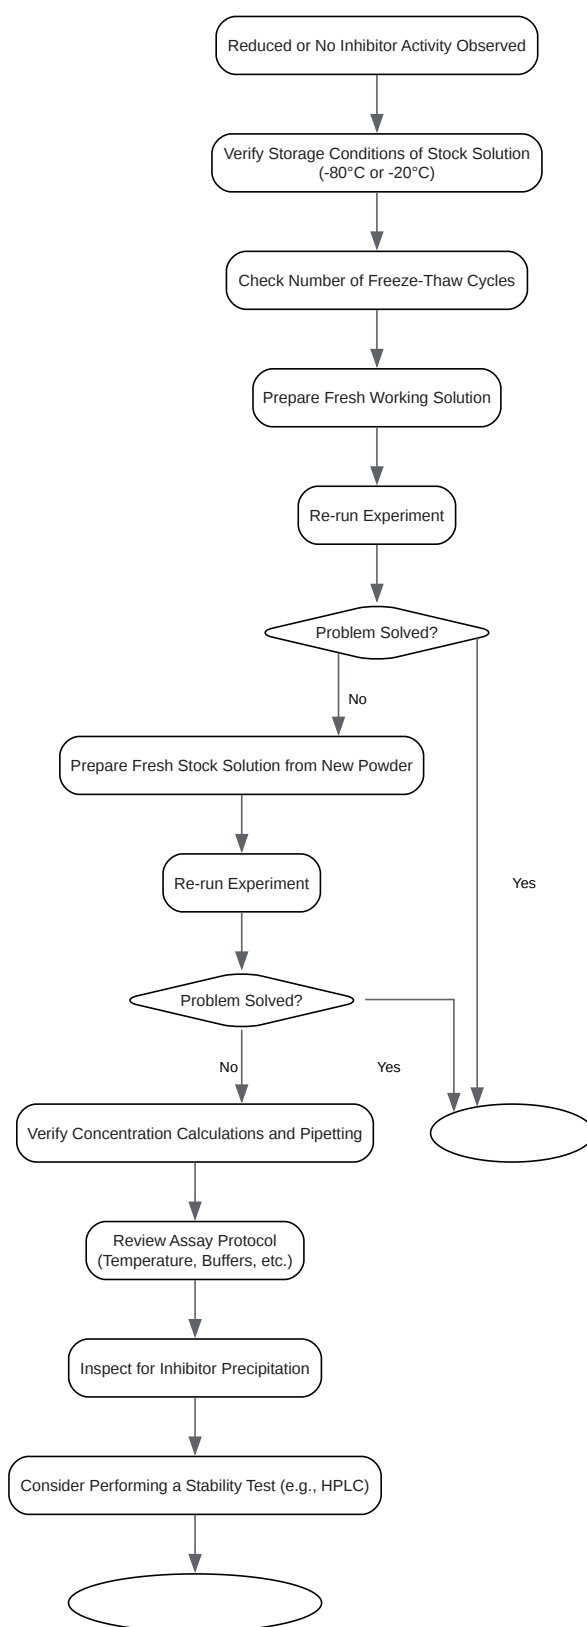 Reduced or No Inhibitor Activity Observed
Verify Storage Conditions of Stock Solution
(-80°C or -20°C)
Check Number of Freeze-Thaw Cycles
Prepare Fresh Working Solution
Re-run Experiment
Problem Solved?
No
Prepare Fresh Stock Solution from New Powder
Re-run Experiment
Yes
Problem Solved?
No
Yes
Verify Concentration Calculations and Pipetting
Review Assay Protocol
(Temperature, Buffers, etc.)
Inspect for Inhibitor Precipitation
Consider Performing a Stability Test (e.g., HPLC)